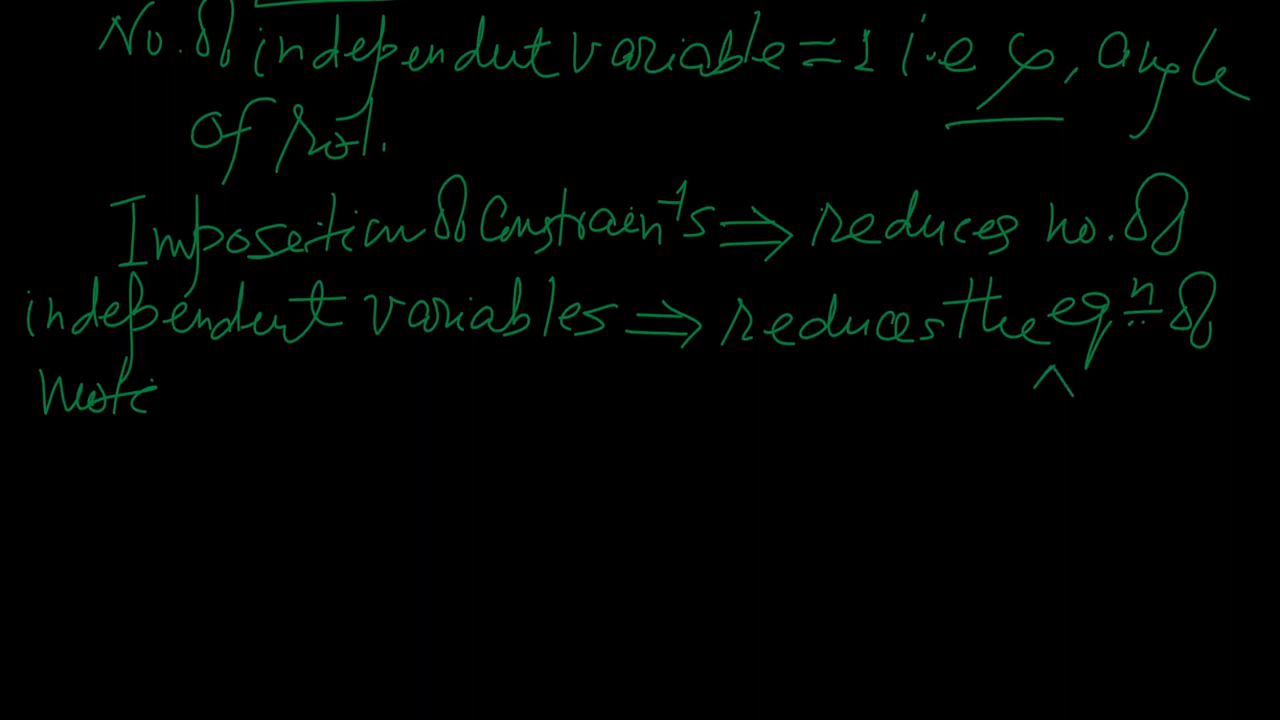 No. of independent variable = 1 i.e φ, angle
of rot.
Imposition of Constraints ⇒ reduces no. of
independent variables ⇒ reduces the eqn of
moti